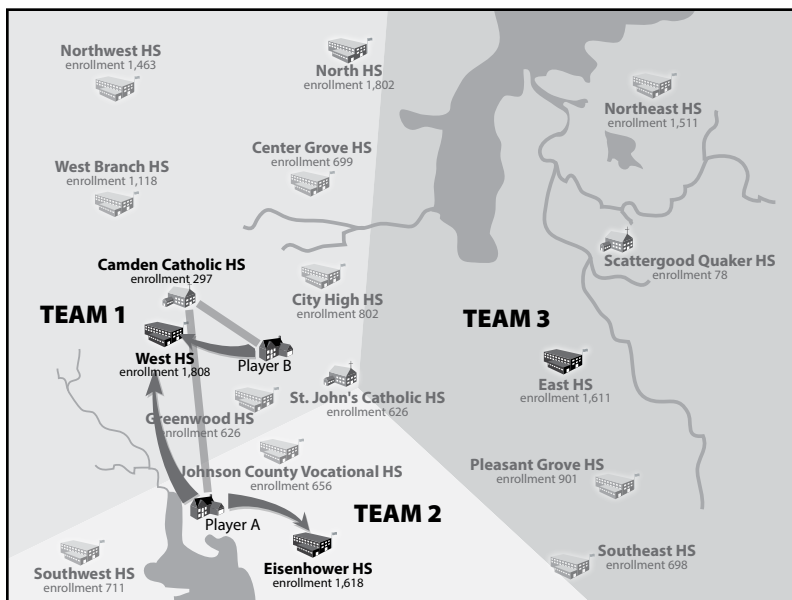 Northwest HS
enrollment 1,463
North HS
enrollment 1,802
Northeast HS
enrollment 1,511
Center Grove HS
enrollment 699
West Branch HS
enrollment 1,118
Camden Catholic HS
enrollment 297
Scattergood Quaker HS
enrollment 78
City High HS
enrollment 802
TEAM 1
TEAM 3
West HS
enrollment 1,808
Player B
East HS
enrollment 1,611
St. John's Catholic HS
enrollment 626
Greenwood HS
enrollment 626
Johnson County Vocational HS
enrollment 656
Pleasant Grove HS
enrollment 901
TEAM 2
Player A
Southwest HS
enrollment 711
Eisenhower HS
enrollment 1,618
Southeast HS
enrollment 698